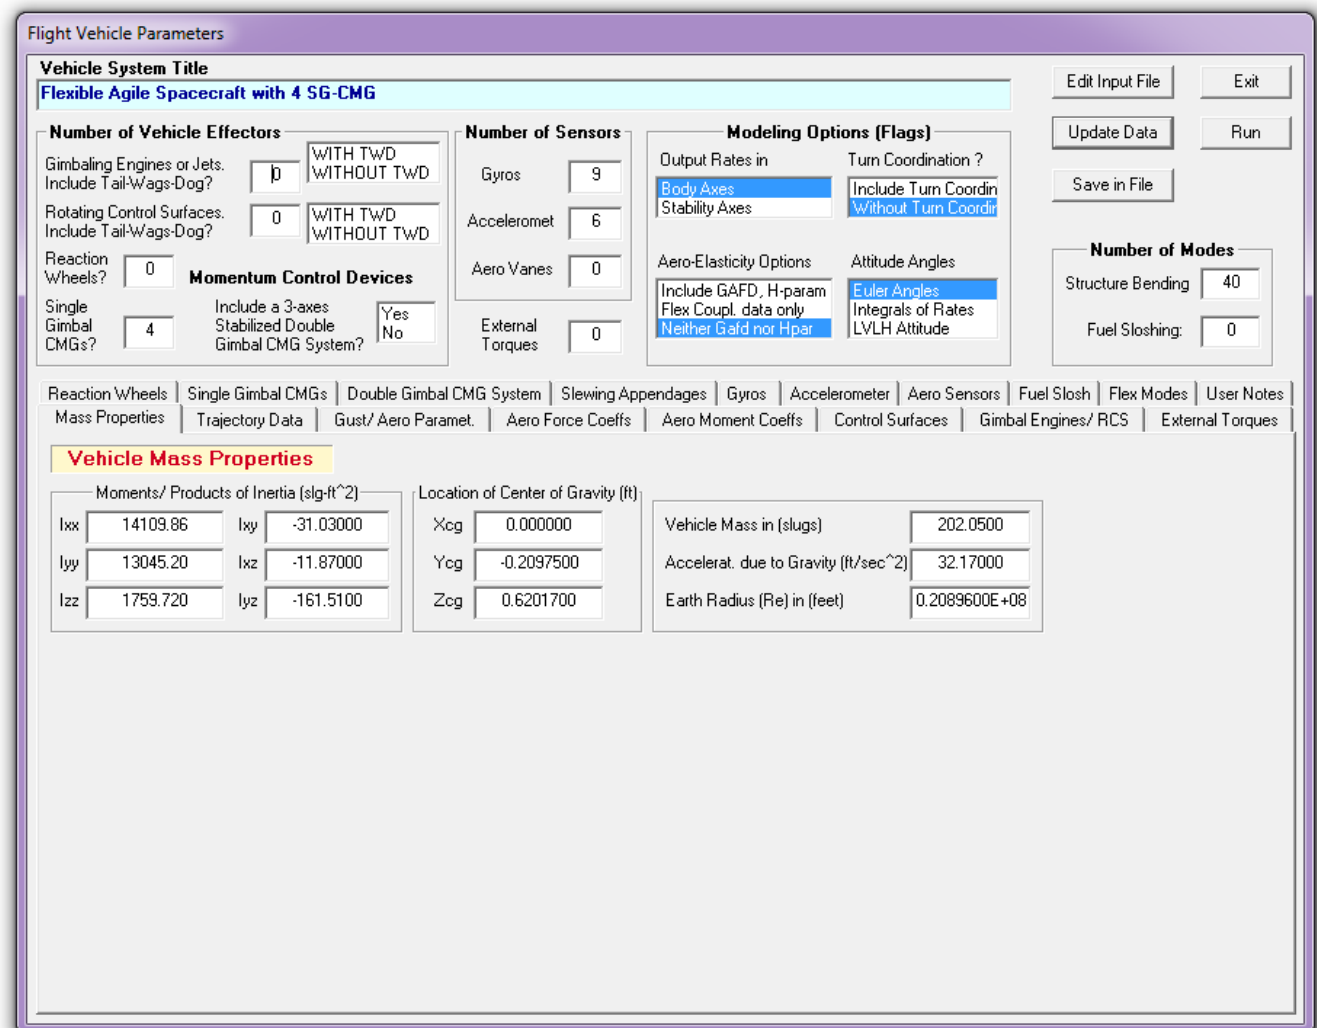 Flight Vehicle Parameters
Vehicle System Title
Flexible Agile Spacecraft with 4 SG-CMG
Edit Input File
Exit
Update Data
Run
Save in File
Number of Vehicle Effectors
Gimbaling Engines or Jets.
Include Tail-Wags-Dog?
0
WITH TWD
WITHOUT TWD
Rotating Control Surfaces.
Include Tail-Wags-Dog?
0
WITH TWD
WITHOUT TWD
Reaction
Wheels?
0
Momentum Control Devices
Single
Gimbal
CMGs?
4
Include a 3-axes
Stabilized Double
Gimbal CMG System?
Yes
No
Number of Sensors
Gyros
9
Acceleromet
6
Aero Vanes
0
External
Torques
0
Modeling Options (Flags)
Output Rates in
Body Axes
Stability Axes
Turn Coordination ?
Include Turn Coordin
Without Turn Coordir
Aero-Elasticity Options
Include GAFD, H-param
Flex Coupl. data only
Neither Gafd nor Hpar
Attitude Angles
Euler Angles
Integrals of Rates
LVLH Attitude
Number of Modes
Structure Bending
40
Fuel Sloshing:
0
Reaction Wheels
Single Gimbal CMGs
Double Gimbal CMG System
Slewing Appendages
Gyros
Accelerometer
Aero Sensors
Fuel Slosh
Flex Modes
User Notes
Mass Properties
Trajectory Data
Gust/ Aero Paramet.
Aero Force Coeffs
Aero Moment Coeffs
Control Surfaces
Gimbal Engines/ RCS
External Torques
Vehicle Mass Properties
Moments/ Products of Inertia (slg-ft^2)
Ixx
14109.86
Ixy
-31.03000
Iyy
13045.20
Ixz
-11.87000
Izz
1759.720
Iyz
-161.5100
Location of Center of Gravity (ft)
Xcg
0.000000
Ycg
-0.2097500
Zcg
0.6201700
Vehicle Mass in (slugs)
202.0500
Accelerat. due to Gravity (ft/sec^2)
32.17000
Earth Radius (Re) in (feet)
0.2089600E+08